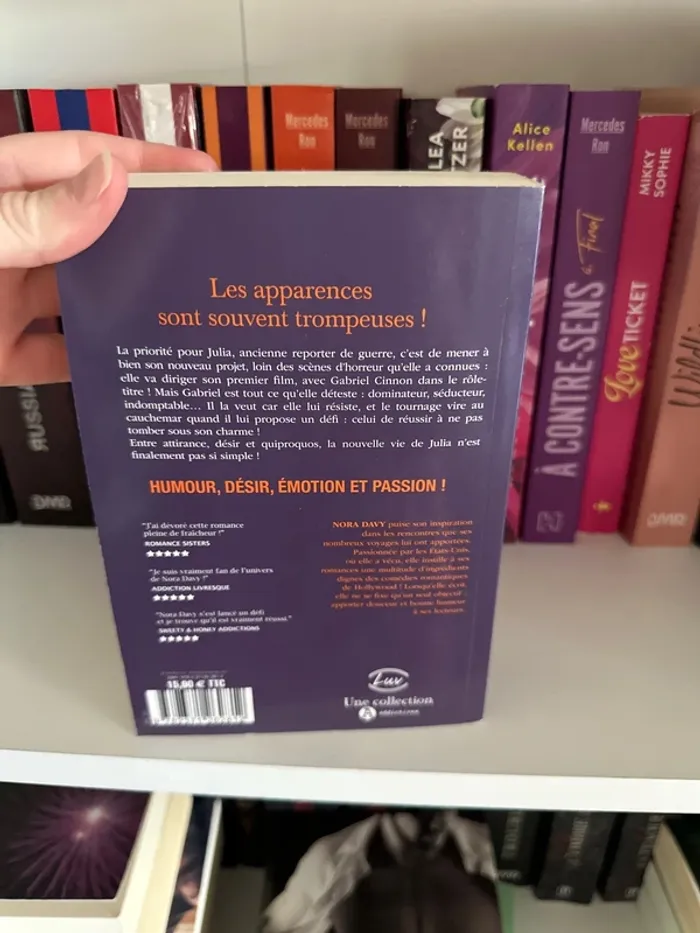 Mercedes
Ron
Mercedes
Ron
LEA
TZER
Alice
Kellen
Mercedes
Ron
À CONTRE-SENS
Final
MIKKY
SOPHIE
Love TICKET
RUSSIA
Les apparences
sont souvent trompeuses !
La priorité pour Julia, ancienne reporter de guerre, c'est de mener à
bien son nouveau projet, loin des scènes d'horreur qu'elle a connues :
elle va diriger son premier film, avec Gabriel Cinnon dans le rôle-
titre ! Mais Gabriel est tout ce qu'elle déteste : dominateur, séducteur,
indomptable... Il la veut car elle lui résiste, et le tournage vire au
cauchemar quand il lui propose un défi : celui de réussir à ne pas
tomber sous son charme !
Entre attirance, désir et quiproquos, la nouvelle vie de Julia n'est
finalement pas si simple !
HUMOUR, DÉSIR, ÉMOTION ET PASSION !
"J'ai dévoré cette romance
pleine de fraîcheur !"
ROMANCE SISTERS
"Je suis vraiment fan de l'univers
de Nora Davy !"
ADDICTION LIVRESQUE
"Nora Davy s'est lancé un défi
et je trouve qu'il est vraiment réussi."
SWEETY & HONEY ADDICTIONS
NORA DAVY puise son inspiration
dans les rencontres que ses
nombreux voyages lui ont apportées.
Passionnée par les États-Unis,
où elle a vécu, elle insuffle à ses
romances une multitude d'ingrédients
dignes des comédies romantiques
de Hollywood ! Lorsqu'elle écrit,
elle ne se fixe qu'un seul objectif :
apporter douceur et bonne humeur
à ses lecteurs.
15,90 € TTC
Luv
Une collection